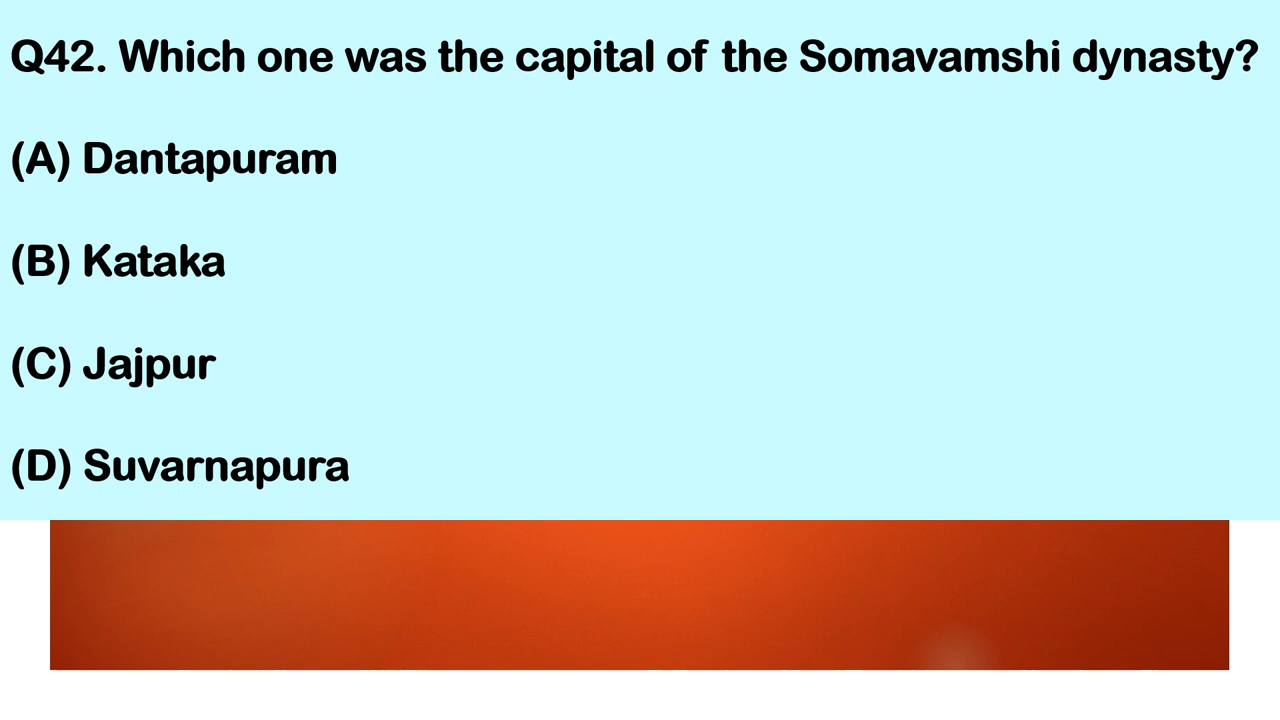 Q42. Which one was the capital of the Somavamshi dynasty?
(A) Dantapuram
(B) Kataka
(C) Jajpur
(D) Suvarnapura